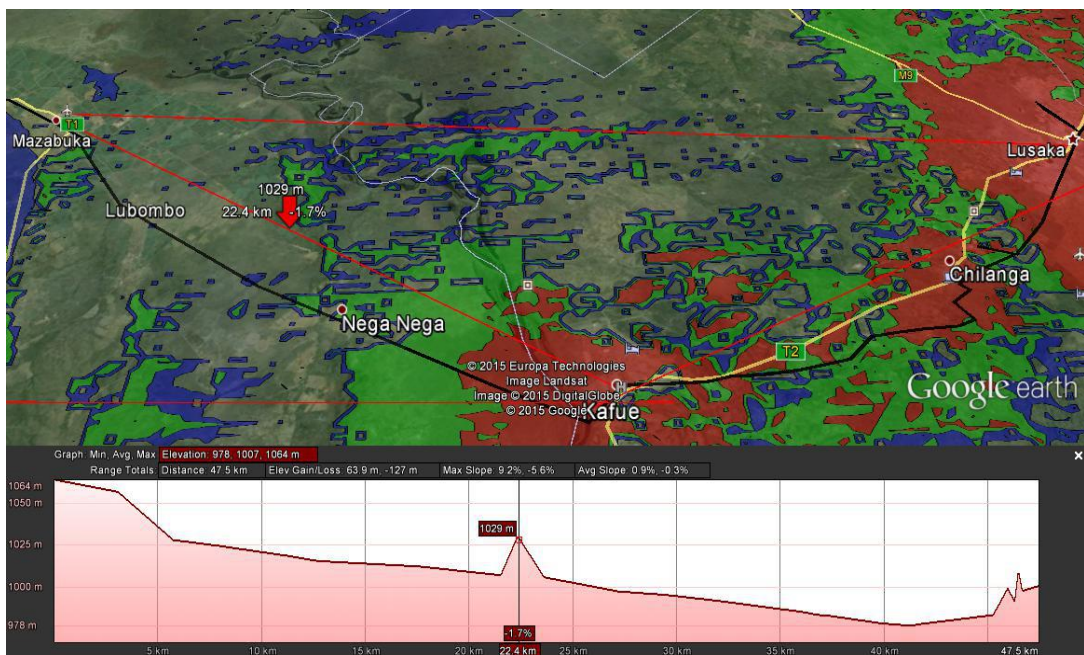 M9
T1
Mazabuka
Lusaka
1029 m
22.4 km -1.7%
Lubombo
Chilanga
Nega Nega
T2
© 2015 Europa Technologies
Image Landsat
Image © 2015 DigitalGlobe
© 2015 Google
Google earth
Kafue
Graph: Min, Avg, Max Elevation: 978, 1007, 1064 m
Range Totals: Distance: 47.5 km Elev Gain/Loss: 63.9 m, -127 m Max Slope: 9.2%, -5.6% Avg Slope: 0.9%, -0.3%
1064 m
1050 m
1029 m
1025 m
1000 m
978 m
-1.7%
5 km 10 km 15 km 20 km 22.4 km 25 km 30 km 35 km 40 km 47.5 km